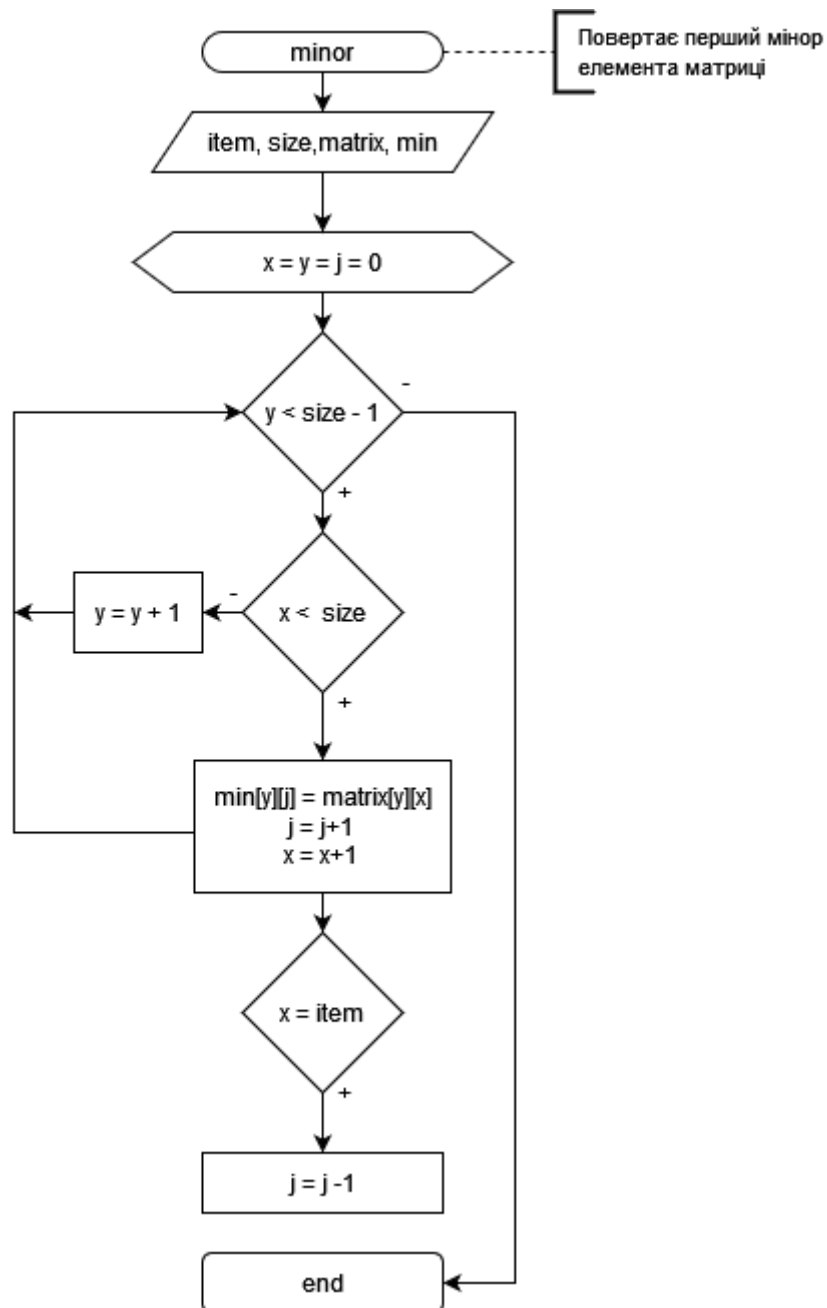 minor
Повертає перший мінор
елемента матриці
item, size,matrix, min
x = y = j = 0
-
y < size - 1
+
-
y = y + 1
x < size
+
min[y][j] = matrix[y][x]
j = j+1
x = x+1
x = item
+
j = j -1
end